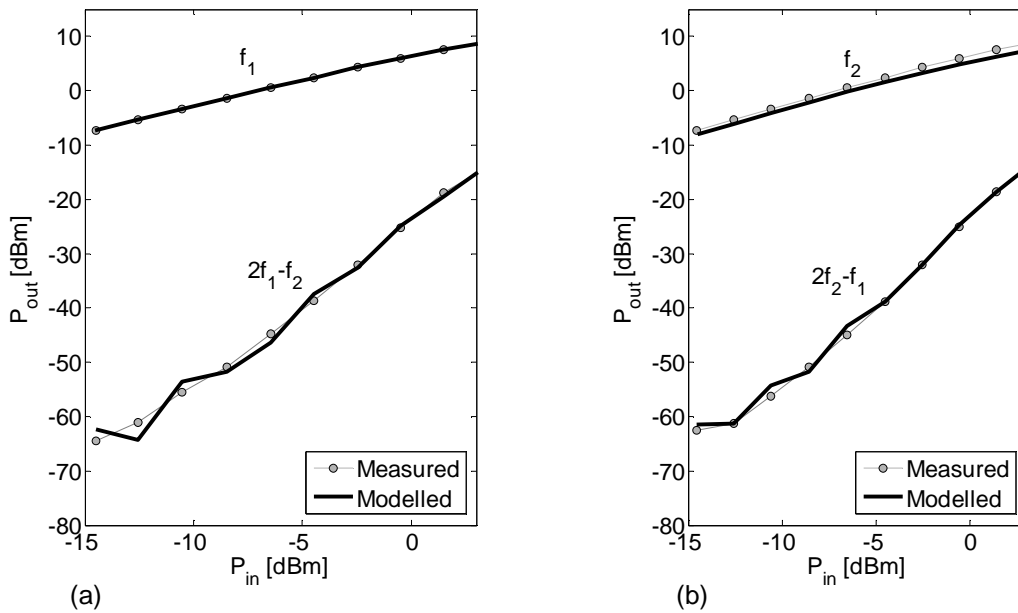 10
0
-10
-20
-30
-40
-50
-60
-70
-80
P_out [dBm]
f_1
2f_1-f_2
Measured
Modelled
-15 -10 -5 0
P_in [dBm]
(a)
10
0
-10
-20
-30
-40
-50
-60
-70
-80
P_out [dBm]
f_2
2f_2-f_1
Measured
Modelled
-15 -10 -5 0
P_in [dBm]
(b)